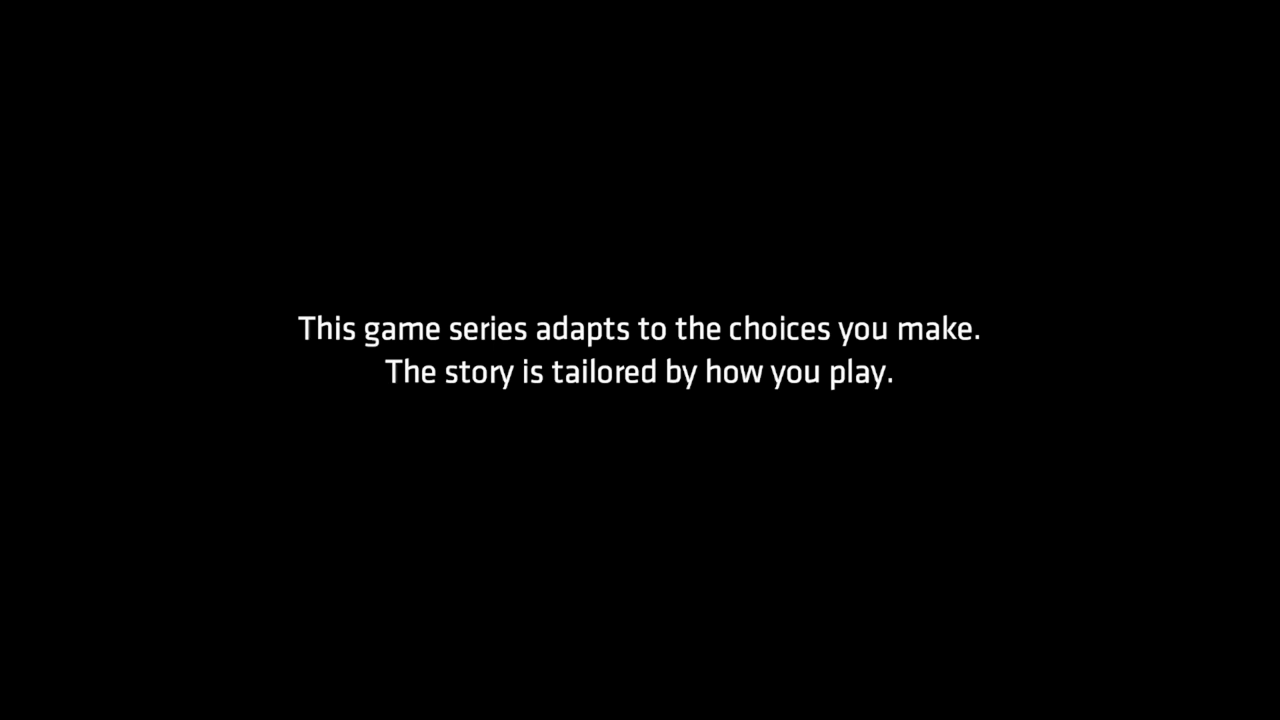 This game series adapts to the choices you make.
The story is tailored by how you play.